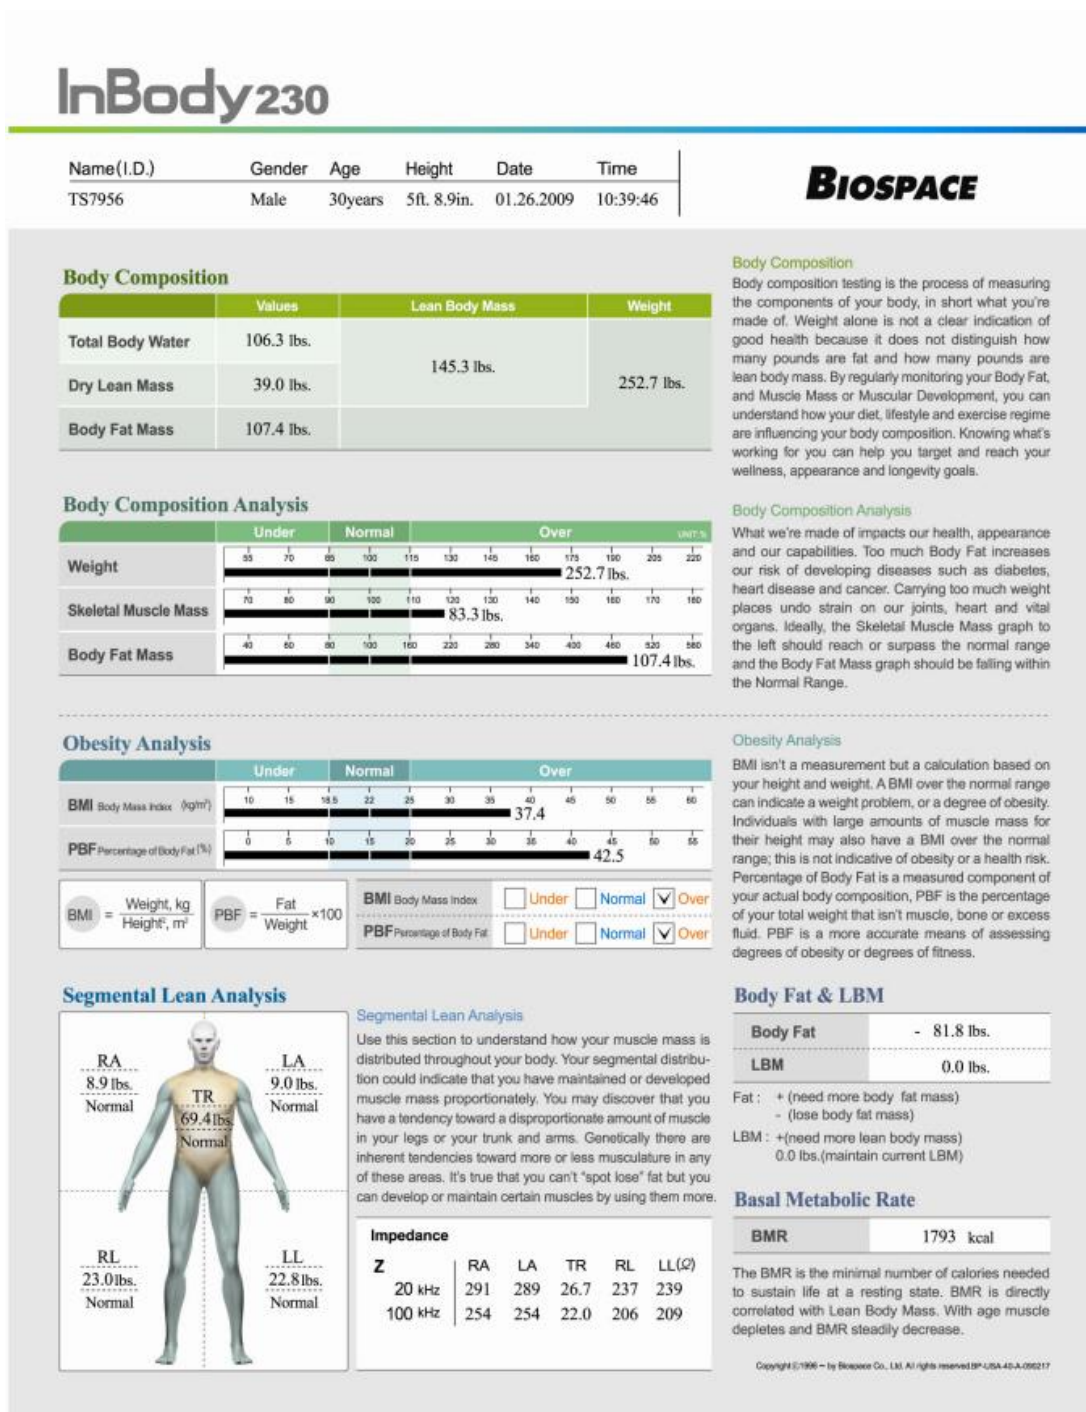 InBody230
Name(I.D.) Gender Age Height Date Time
TS7956 Male 30years 5ft. 8.9in. 01.26.2009 10:39:46
BIOSPACE
Body Composition
Values Lean Body Mass Weight
Total Body Water 106.3 lbs.
145.3 lbs.
Dry Lean Mass 39.0 lbs. 252.7 lbs.
Body Fat Mass 107.4 lbs.
Body Composition
Body composition testing is the process of measuring
the components of your body, in short what you're
made of. Weight alone is not a clear indication of
good health because it does not distinguish how
many pounds are fat and how many pounds are
lean body mass. By regularly monitoring your Body Fat,
and Muscle Mass or Muscular Development, you can
understand how your diet, lifestyle and exercise regime
are influencing your body composition. Knowing what's
working for you can help you target and reach your
wellness, appearance and longevity goals.
Body Composition Analysis
Under Normal Over UNIT:%
Weight
55 70 85 100 115 130 145 160 175 190 205 220
252.7 lbs.
Skeletal Muscle Mass
70 80 90 100 110 120 130 140 150 160 170 180
83.3 lbs.
Body Fat Mass
40 60 80 100 160 220 280 340 400 460 520 580
107.4 lbs.
Body Composition Analysis
What we're made of impacts our health, appearance
and our capabilities. Too much Body Fat increases
our risk of developing diseases such as diabetes,
heart disease and cancer. Carrying too much weight
places undo strain on our joints, heart and vital
organs. Ideally, the Skeletal Muscle Mass graph to
the left should reach or surpass the normal range
and the Body Fat Mass graph should be falling within
the Normal Range.
Obesity Analysis
Under Normal Over
BMI Body Mass Index (kg/m²)
10 15 18.5 22 25 30 35 40 45 50 55 60
37.4
PBF Percentage of Body Fat (%)
0 5 10 15 20 25 30 35 40 45 50 55
42.5
BMI = Weight, kg / Height², m²
PBF = Fat / Weight ×100
BMI Body Mass Index Under Normal Over
PBF Percentage of Body Fat Under Normal Over
Obesity Analysis
BMI isn't a measurement but a calculation based on
your height and weight. A BMI over the normal range
can indicate a weight problem, or a degree of obesity.
Individuals with large amounts of muscle mass for
their height may also have a BMI over the normal
range; this is not indicative of obesity or a health risk.
Percentage of Body Fat is a measured component of
your actual body composition, PBF is the percentage
of your total weight that isn't muscle, bone or excess
fluid. PBF is a more accurate means of assessing
degrees of obesity or degrees of fitness.
Segmental Lean Analysis
RA
8.9 lbs.
Normal
LA
9.0 lbs.
Normal
TR
69.4lbs.
Normal
RL
23.0lbs.
Normal
LL
22.8lbs.
Normal
Segmental Lean Analysis
Use this section to understand how your muscle mass is
distributed throughout your body. Your segmental distribu-
tion could indicate that you have maintained or developed
muscle mass proportionately. You may discover that you
have a tendency toward a disproportionate amount of muscle
in your legs or your trunk and arms. Genetically there are
inherent tendencies toward more or less musculature in any
of these areas. It's true that you can't "spot lose" fat but you
can develop or maintain certain muscles by using them more.
Impedance
Z RA LA TR RL LL(Ω)
20 kHz 291 289 26.7 237 239
100 kHz 254 254 22.0 206 209
Body Fat & LBM
Body Fat - 81.8 lbs.
LBM 0.0 lbs.
Fat : + (need more body fat mass)
- (lose body fat mass)
LBM : +(need more lean body mass)
0.0 lbs.(maintain current LBM)
Basal Metabolic Rate
BMR 1793 kcal
The BMR is the minimal number of calories needed
to sustain life at a resting state. BMR is directly
correlated with Lean Body Mass. With age muscle
depletes and BMR steadily decrease.
Copyright©1996~ by Biospace Co., Ltd. All rights reserved.BP-USA-40-A-090217